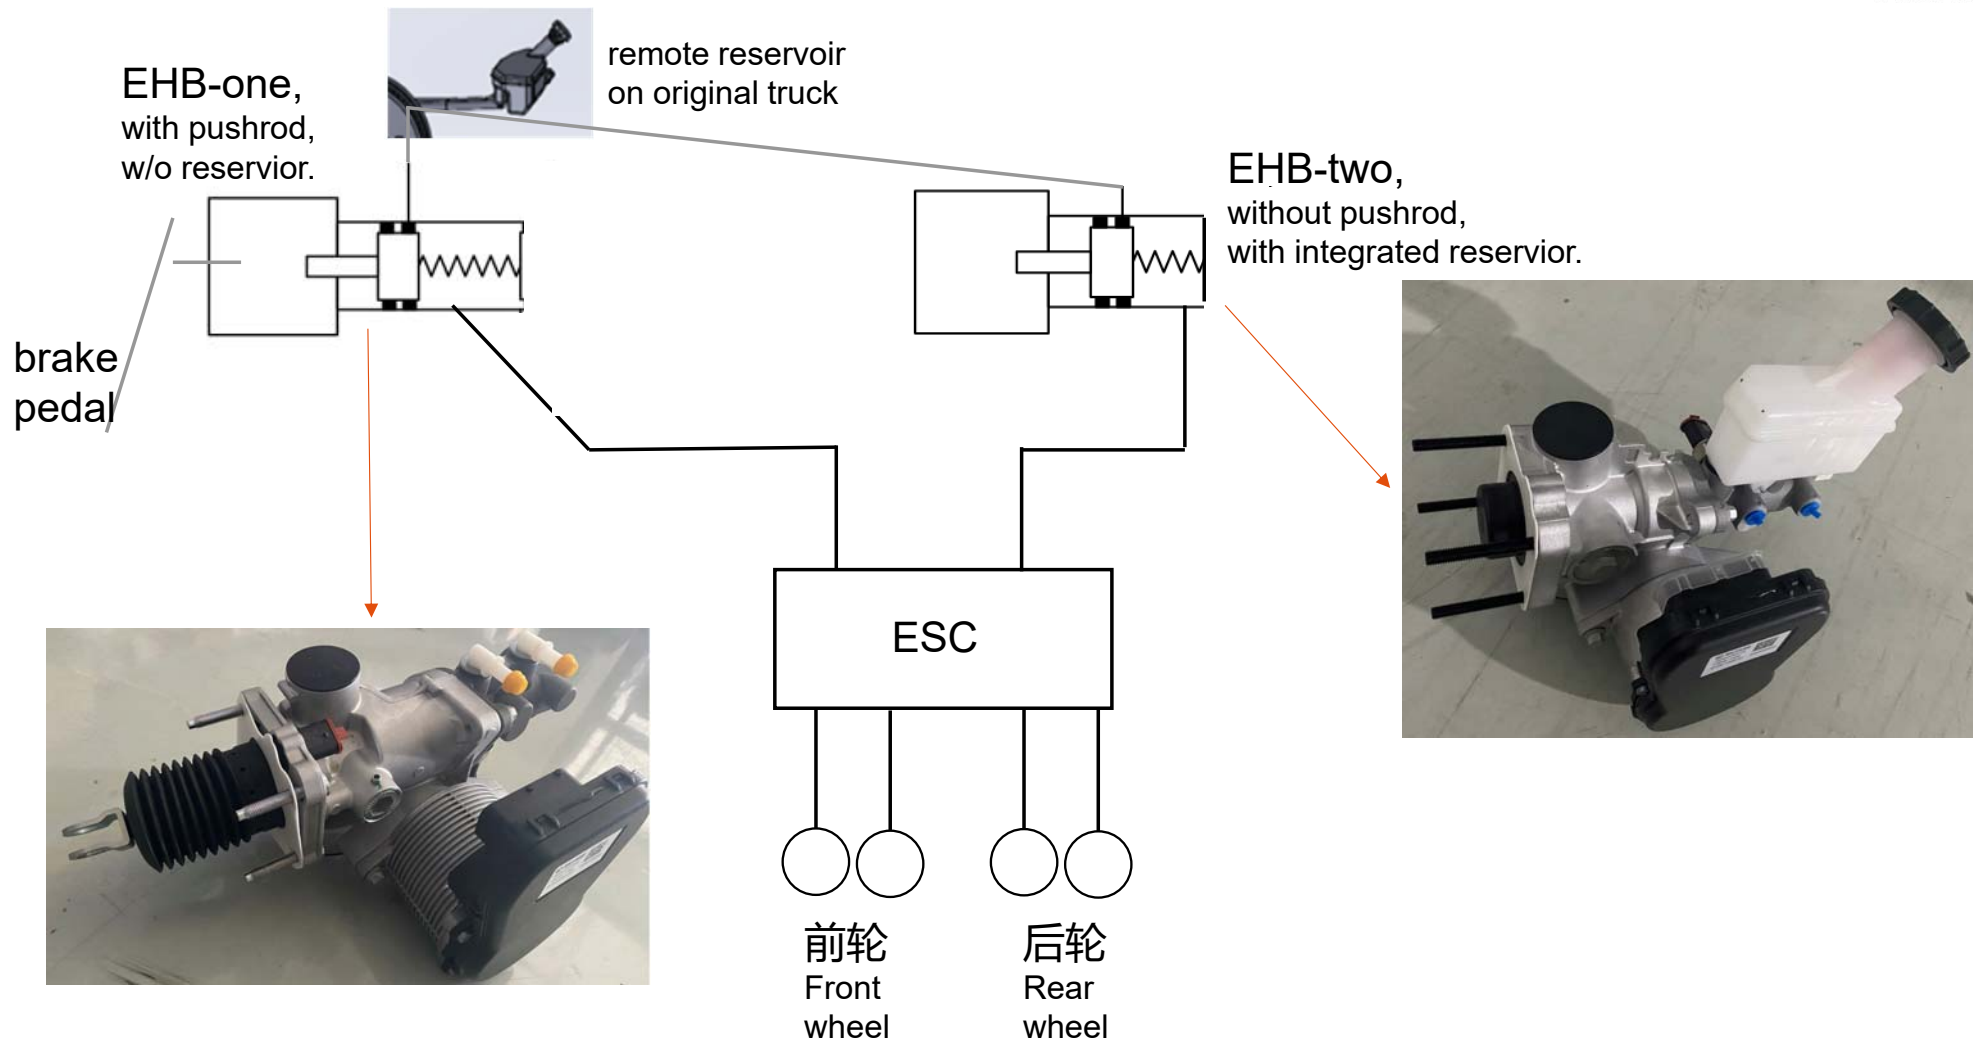 remote reservoir
on original truck
EHB-one,
with pushrod,
w/o reservior.
EHB-two,
without pushrod,
with integrated reservior.
brake
pedal
ESC
前轮
Front
wheel
后轮
Rear
wheel